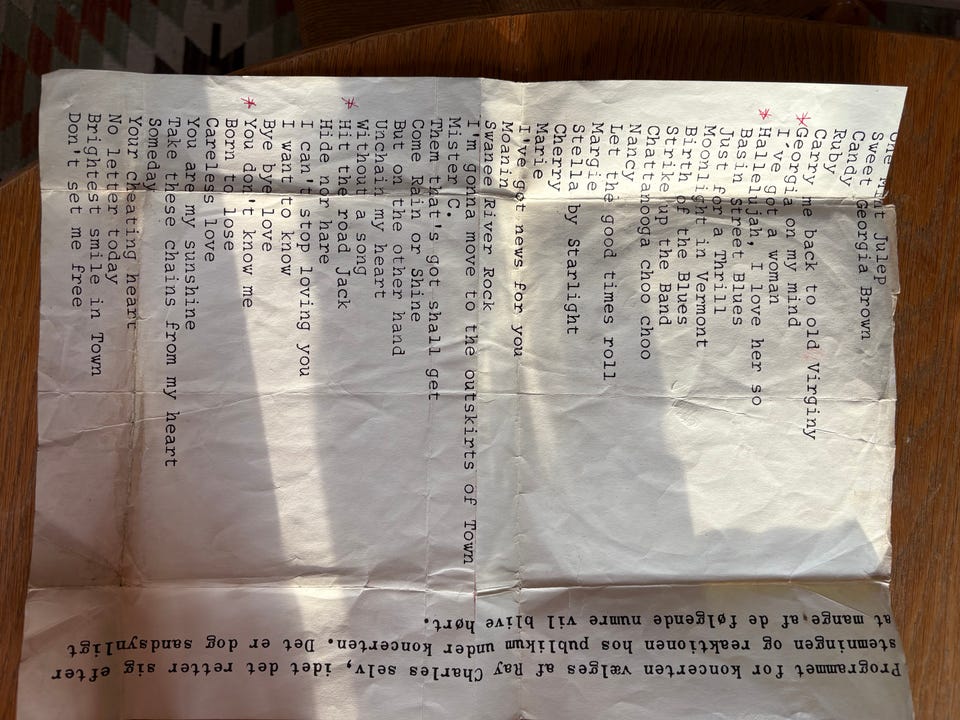 Programmet for koncerten vælges af Ray Charles selv, idet det retter sig efter
stemningen og reaktionen hos publikum under koncerten. Det er dog sandsynligt
at mange af de følgende numre vil blive hørt.
One Mint Julep
Sweet Georgia Brown
Candy
Ruby
Carry me back to old Virginy
* Georgia on my mind
I've got a woman
* Hallelujah, I love her so
Basin Street Blues
Just for a Thrill
Moonlight in Vermont
Birth of the Blues
Strike up the Band
Chattanooga choo choo
Nancy
Let the good times roll
Margie
Stella by Starlight
Cherry
Marie
I've got news for you
Moanin
Swanee River Rock
I'm gonna move to the outskirts of Town
Mister C.
Them that's got shall get
Come Rain or Shine
But on the other hand
Unchain my heart
Without a song
* Hit the road Jack
Hide nor hare
I can't stop loving you
I want to know
Bye bye love
* You don't know me
Born to lose
Careless love
You are my sunshine
Take these chains from my heart
Someday
Your cheating heart
No letter today
Brightest smile in Town
Don't set me free